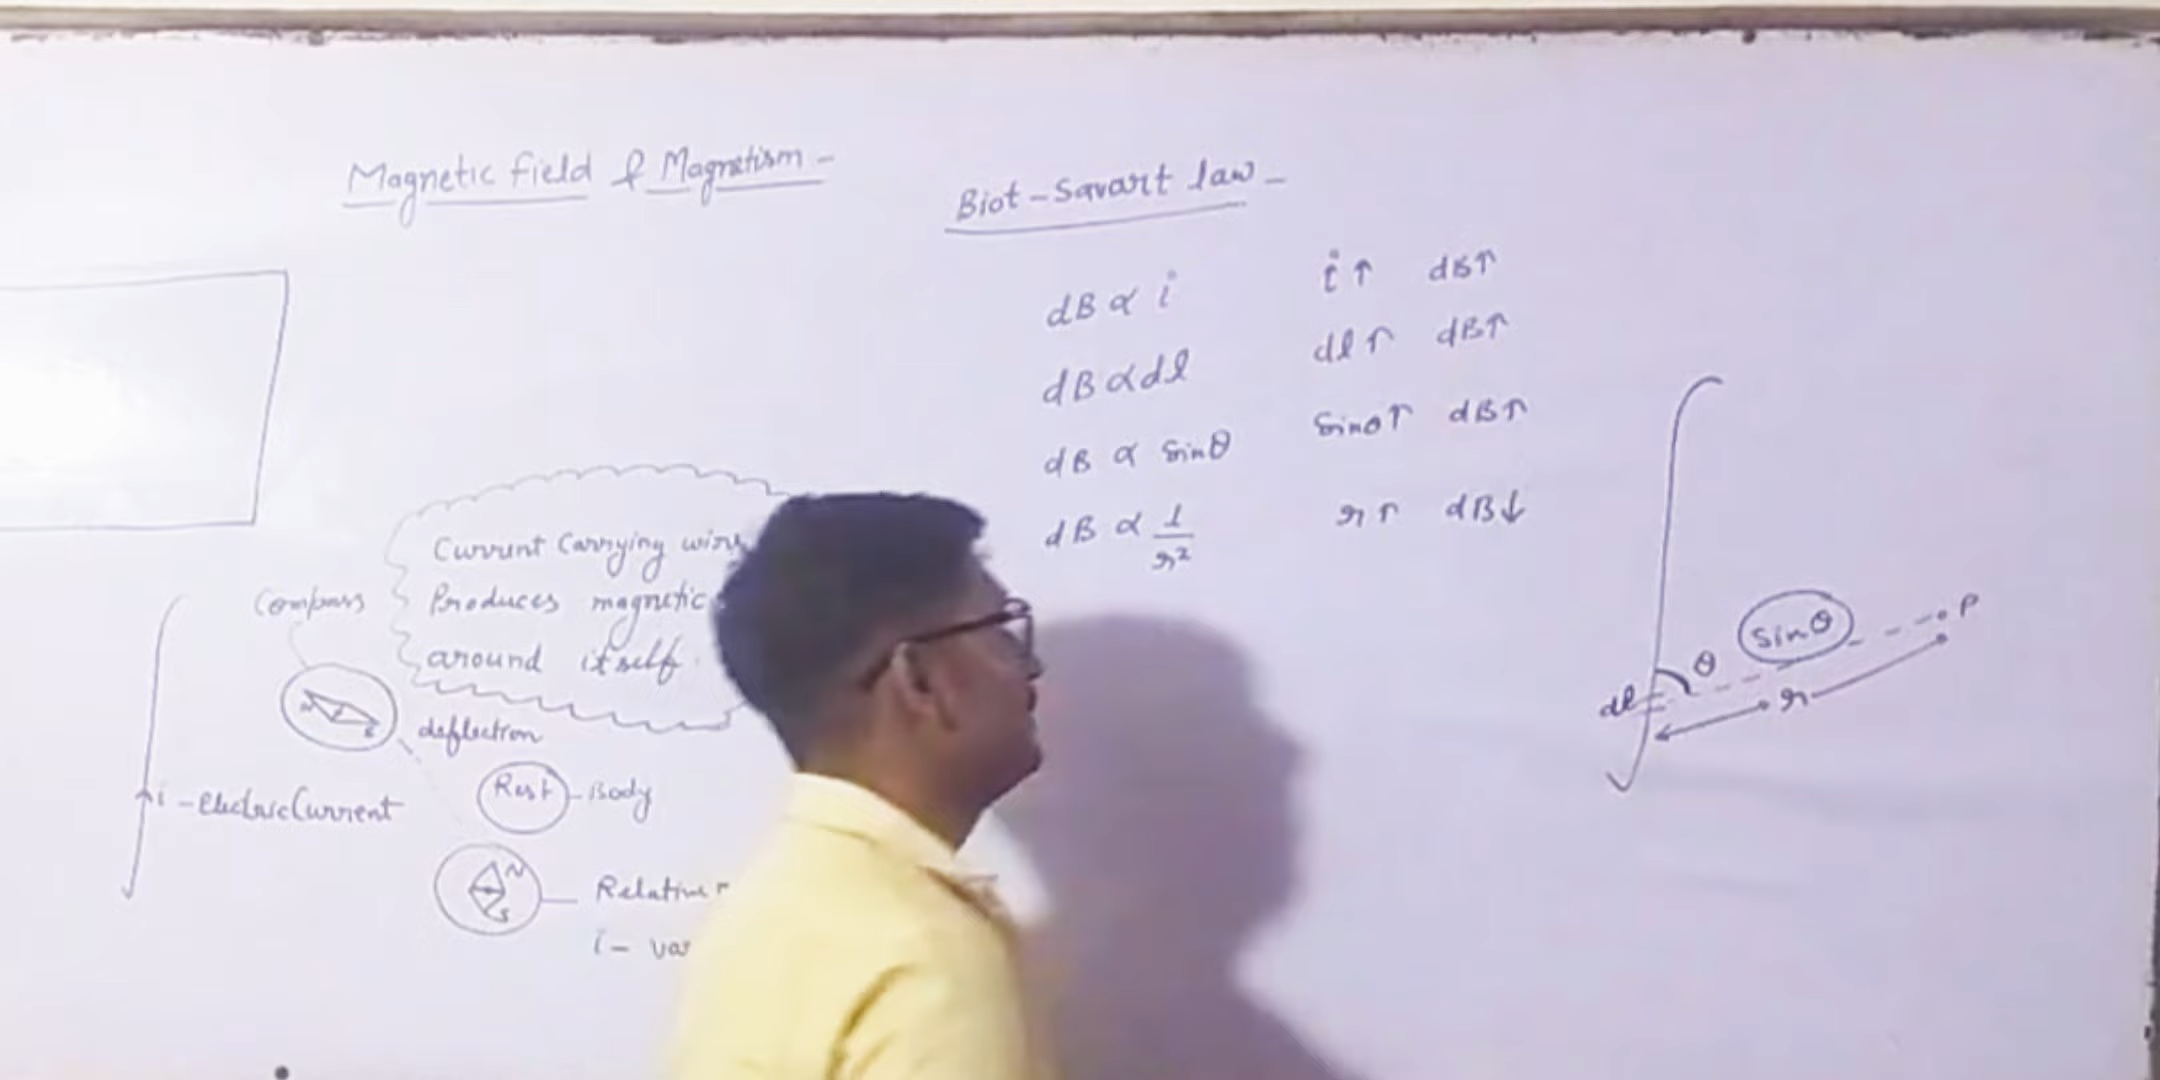 Magnetic field & Magnetism -
Current Carrying wire
Produces magnetic
around itself
Compass
N
deflection
i - Electric Current
Rest - Body
N
S
Relative
i -
Biot - Savart law -
dB ∝ i i↑ dB↑
dB ∝ dl dl↑ dB↑
dB ∝ Sinθ Sinθ↑ dB↑
dB ∝ 1/r² r↑ dB↓
P
Sinθ
θ
dl
r